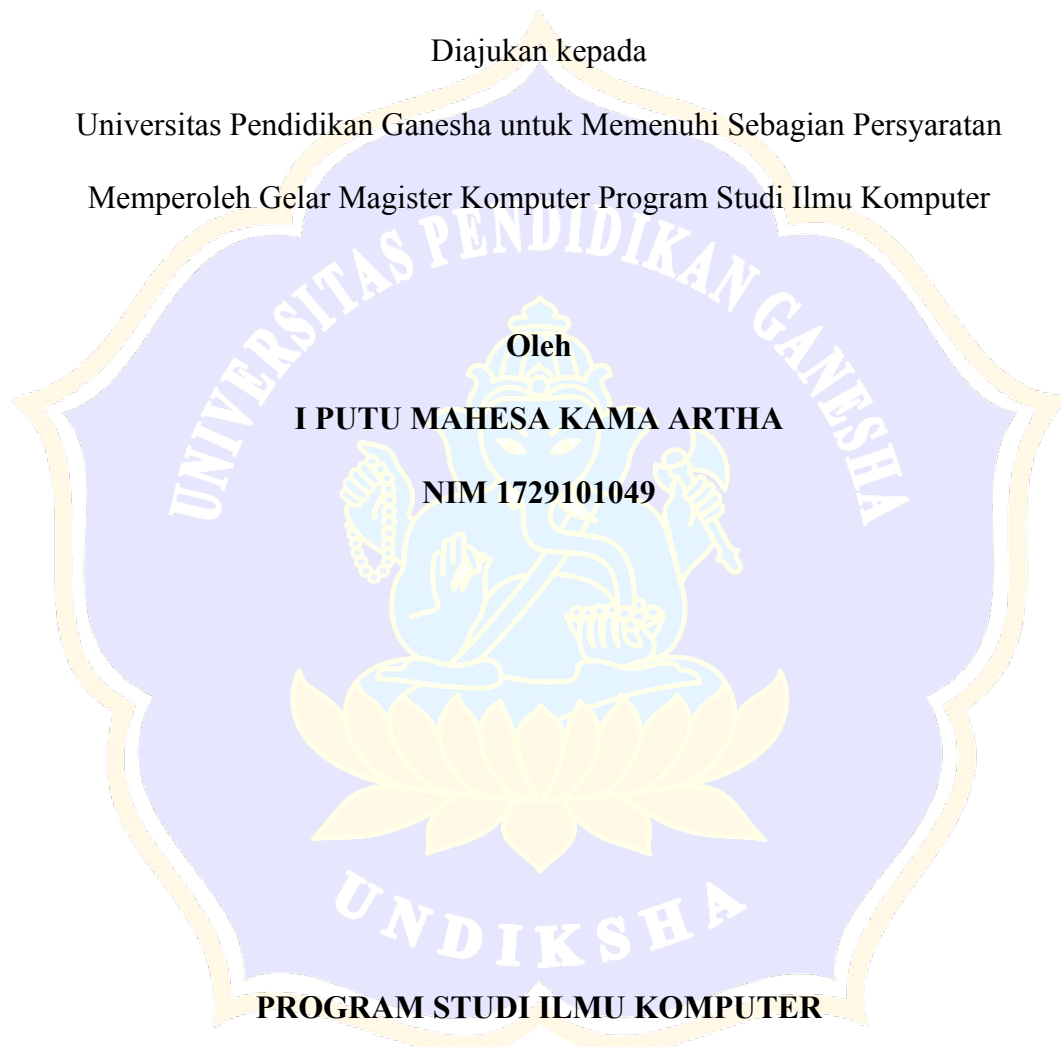 Diajukan kepada
Universitas Pendidikan Ganesha untuk Memenuhi Sebagian Persyaratan
Memperoleh Gelar Magister Komputer Program Studi Ilmu Komputer
UNIVERSITAS PENDIDIKAN GANESHA
Oleh
I PUTU MAHESA KAMA ARTHA
NIM 1729101049
UNDIKSHA
PROGRAM STUDI ILMU KOMPUTER